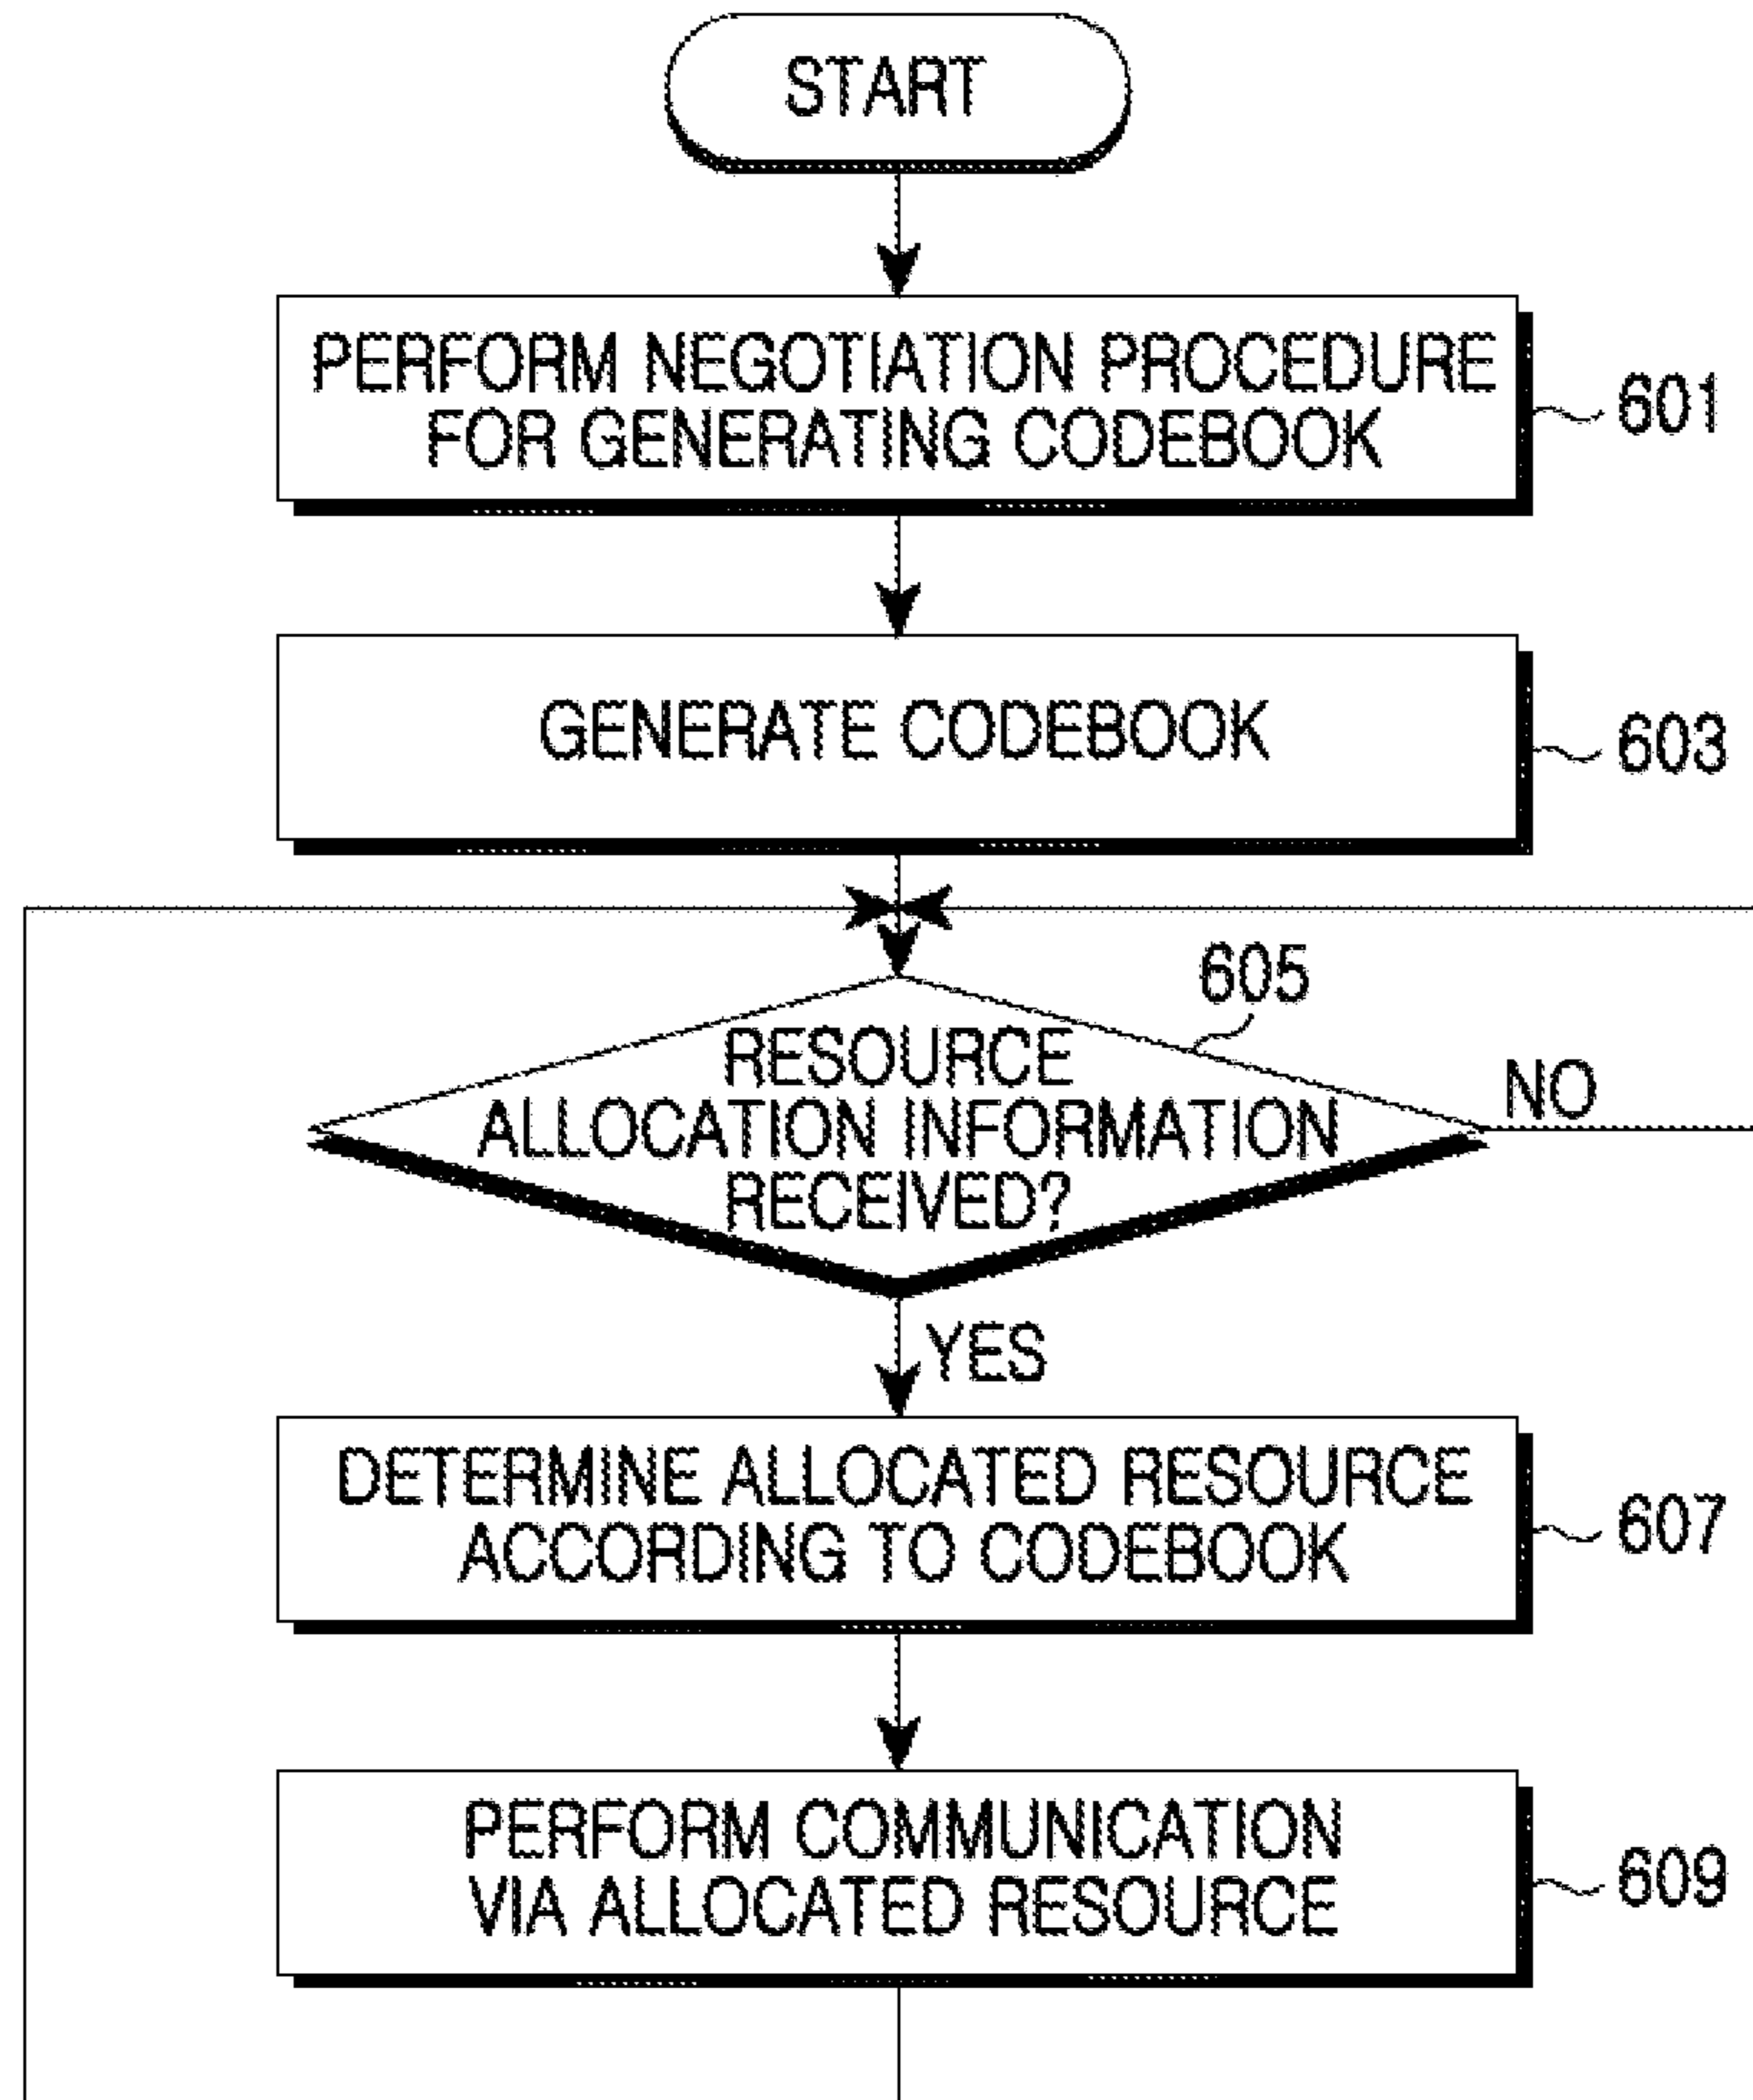 START
PERFORM NEGOTIATION PROCEDURE
FOR GENERATING CODEBOOK
601
GENERATE CODEBOOK
603
605
RESOURCE
ALLOCATION INFORMATION
RECEIVED?
NO
YES
DETERMINE ALLOCATED RESOURCE
ACCORDING TO CODEBOOK
607
PERFORM COMMUNICATION
VIA ALLOCATED RESOURCE
609